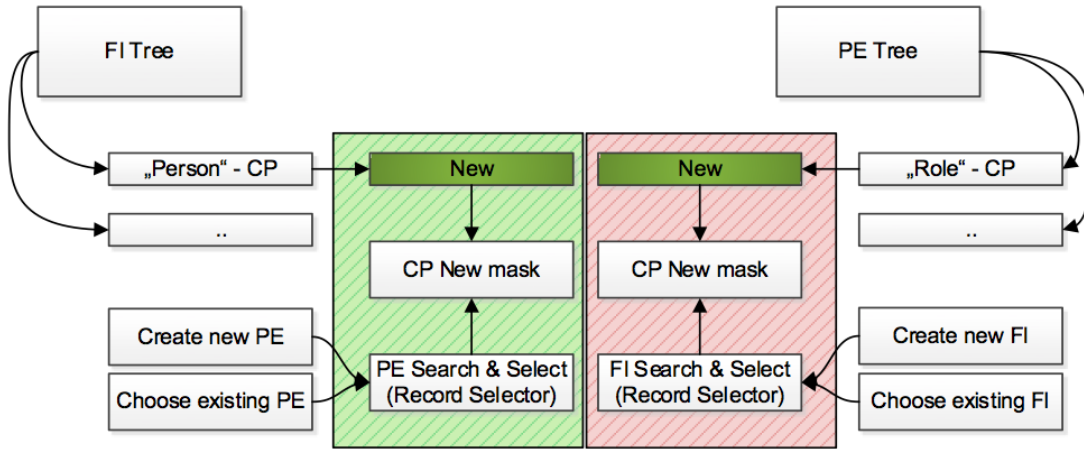 FI Tree
PE Tree
„Person“ - CP
New
New
„Role“ - CP
..
..
CP New mask
CP New mask
Create new PE
PE Search & Select
(Record Selector)
FI Search & Select
(Record Selector)
Create new FI
Choose existing PE
Choose existing FI